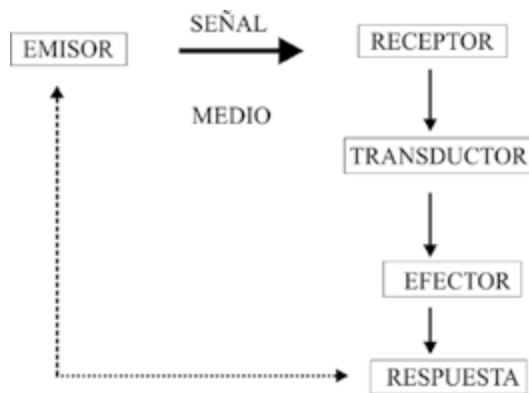 SEÑAL
EMISOR
RECEPTOR
MEDIO
TRANSDUCTOR
EFECTOR
RESPUESTA